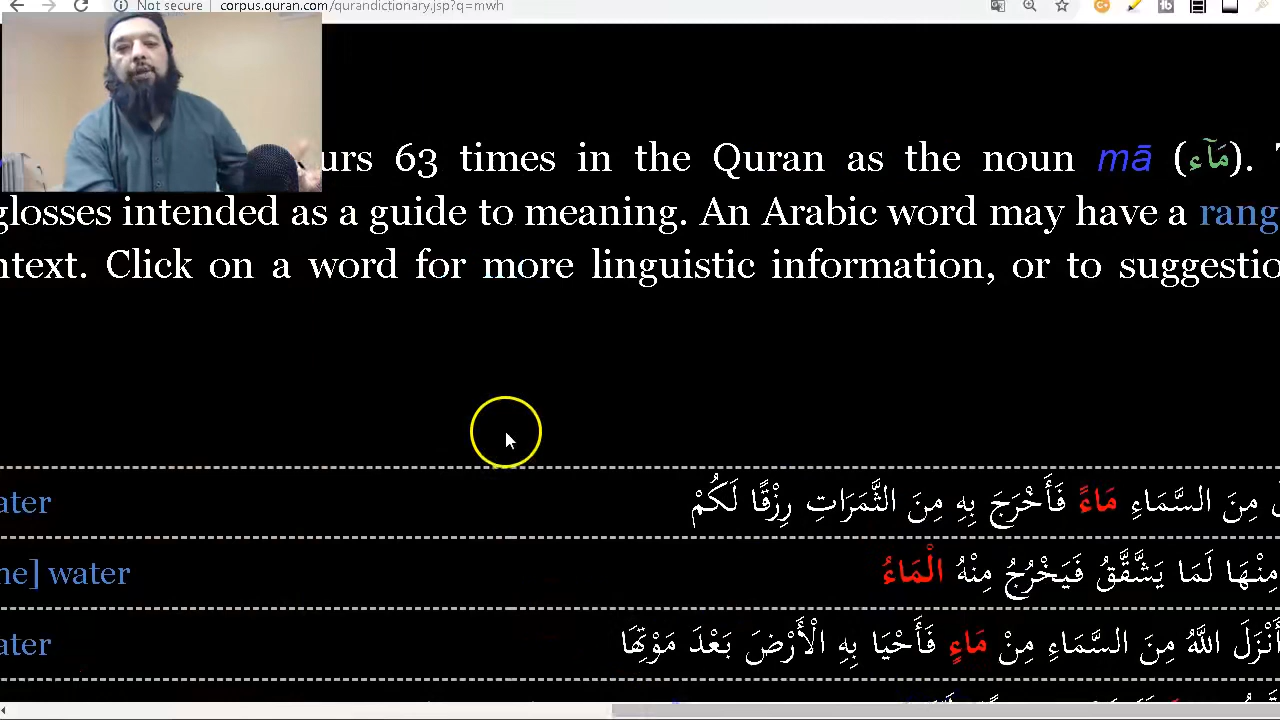 Not secure | corpus.quran.com/qurandictionary.jsp?q=mwh
urs 63 times in the Quran as the noun mā (مَآء).
glosses intended as a guide to meaning. An Arabic word may have a rang
ntext. Click on a word for more linguistic information, or to suggestio
ater
مِنَ السَّمَاءِ مَاءً فَأَخْرَجَ بِهِ مِنَ الثَّمَرَاتِ رِزْقًا لَكُمْ
ne] water
مِنْهَا لَمَا يَشَّقَّقُ فَيَخْرُجُ مِنْهُ الْمَاءُ
ater
أَنْزَلَ اللَّهُ مِنَ السَّمَاءِ مِنْ مَاءٍ فَأَحْيَا بِهِ الْأَرْضَ بَعْدَ مَوْتِهَا